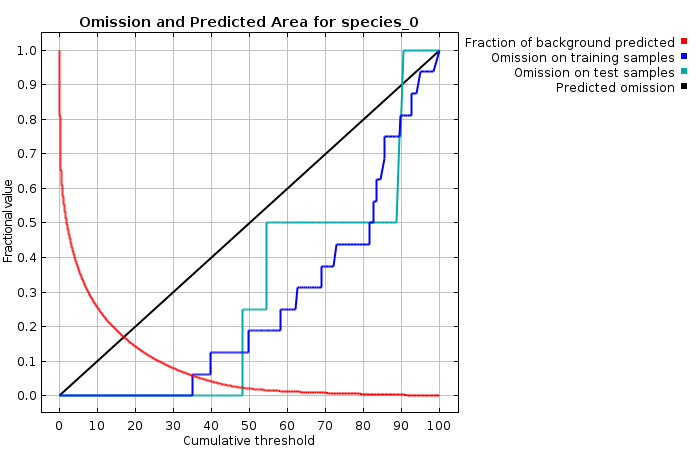 Omission and Predicted Area for species_0
Fraction of background predicted
Omission on training samples
Omission on test samples
Predicted omission
Fractional value
1.0
0.9
0.8
0.7
0.6
0.5
0.4
0.3
0.2
0.1
0.0
0 10 20 30 40 50 60 70 80 90 100
Cumulative threshold